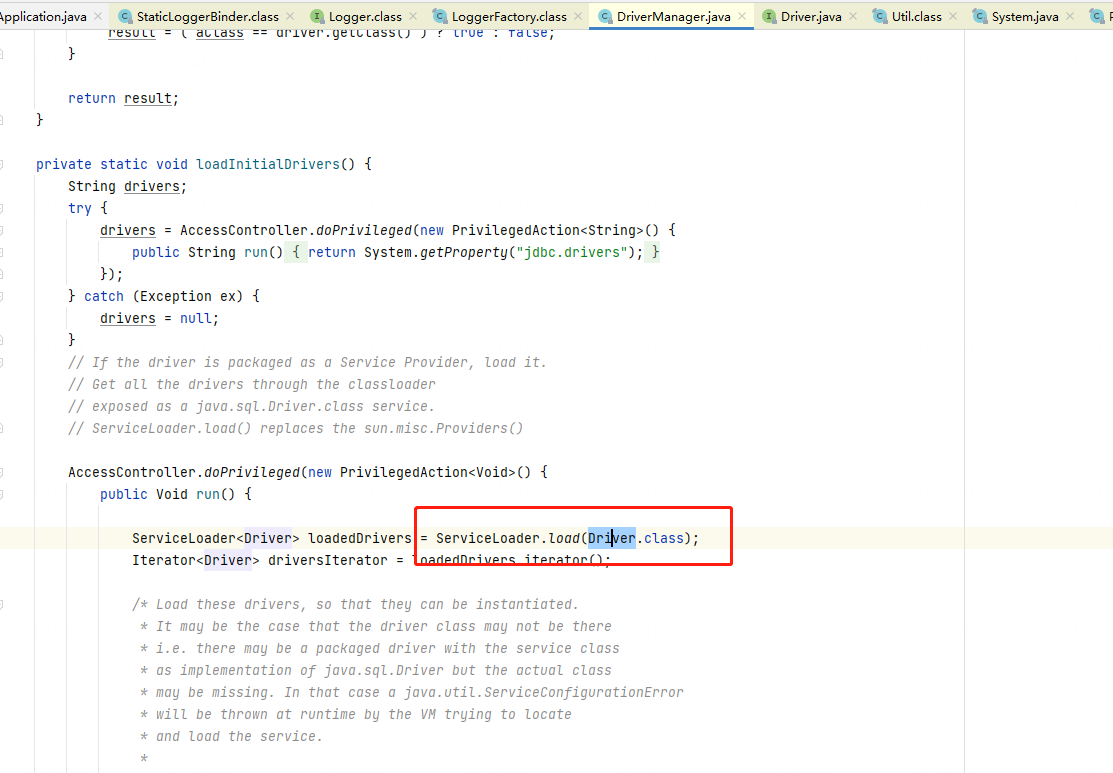 Application.java StaticLoggerBinder.class Logger.class LoggerFactory.class DriverManager.java Driver.java Util.class System.java
result = ( aClass == driver.getClass() ) ? true : false;
}
return result;
}
private static void loadInitialDrivers() {
String drivers;
try {
drivers = AccessController.doPrivileged(new PrivilegedAction<String>() {
public String run() { return System.getProperty("jdbc.drivers"); }
});
} catch (Exception ex) {
drivers = null;
}
// If the driver is packaged as a Service Provider, load it.
// Get all the drivers through the classloader
// exposed as a java.sql.Driver.class service.
// ServiceLoader.load() replaces the sun.misc.Providers()
AccessController.doPrivileged(new PrivilegedAction<Void>() {
public Void run() {
ServiceLoader<Driver> loadedDrivers = ServiceLoader.load(Driver.class);
Iterator<Driver> driversIterator = loadedDrivers.iterator();
/* Load these drivers, so that they can be instantiated.
* It may be the case that the driver class may not be there
* i.e. there may be a packaged driver with the service class
* as implementation of java.sql.Driver but the actual class
* may be missing. In that case a java.util.ServiceConfigurationError
* will be thrown at runtime by the VM trying to locate
* and load the service.
*